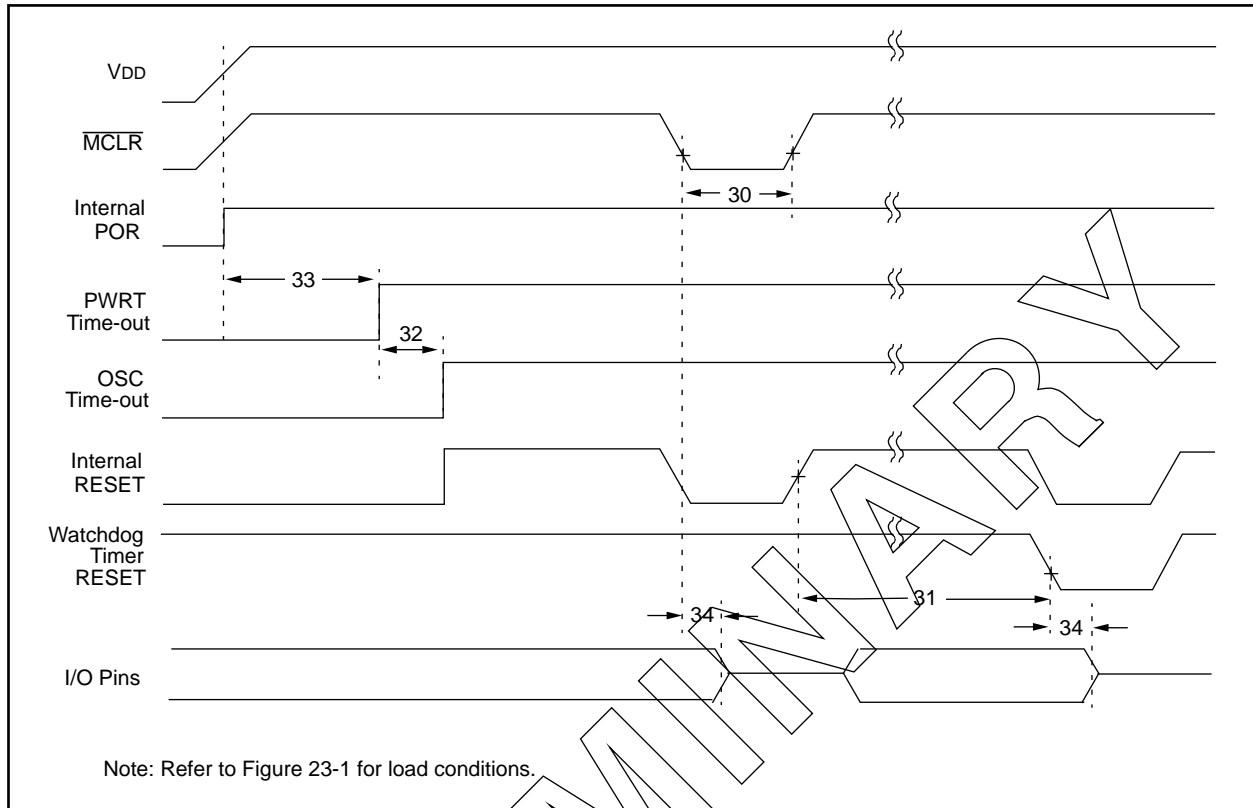 VDD
MCLR
30
Internal
POR
33
PWRT
Time-out
32
OSC
Time-out
Internal
RESET
Watchdog
Timer
RESET
31
34
34
I/O Pins
Note: Refer to Figure 23-1 for load conditions.
MINARY